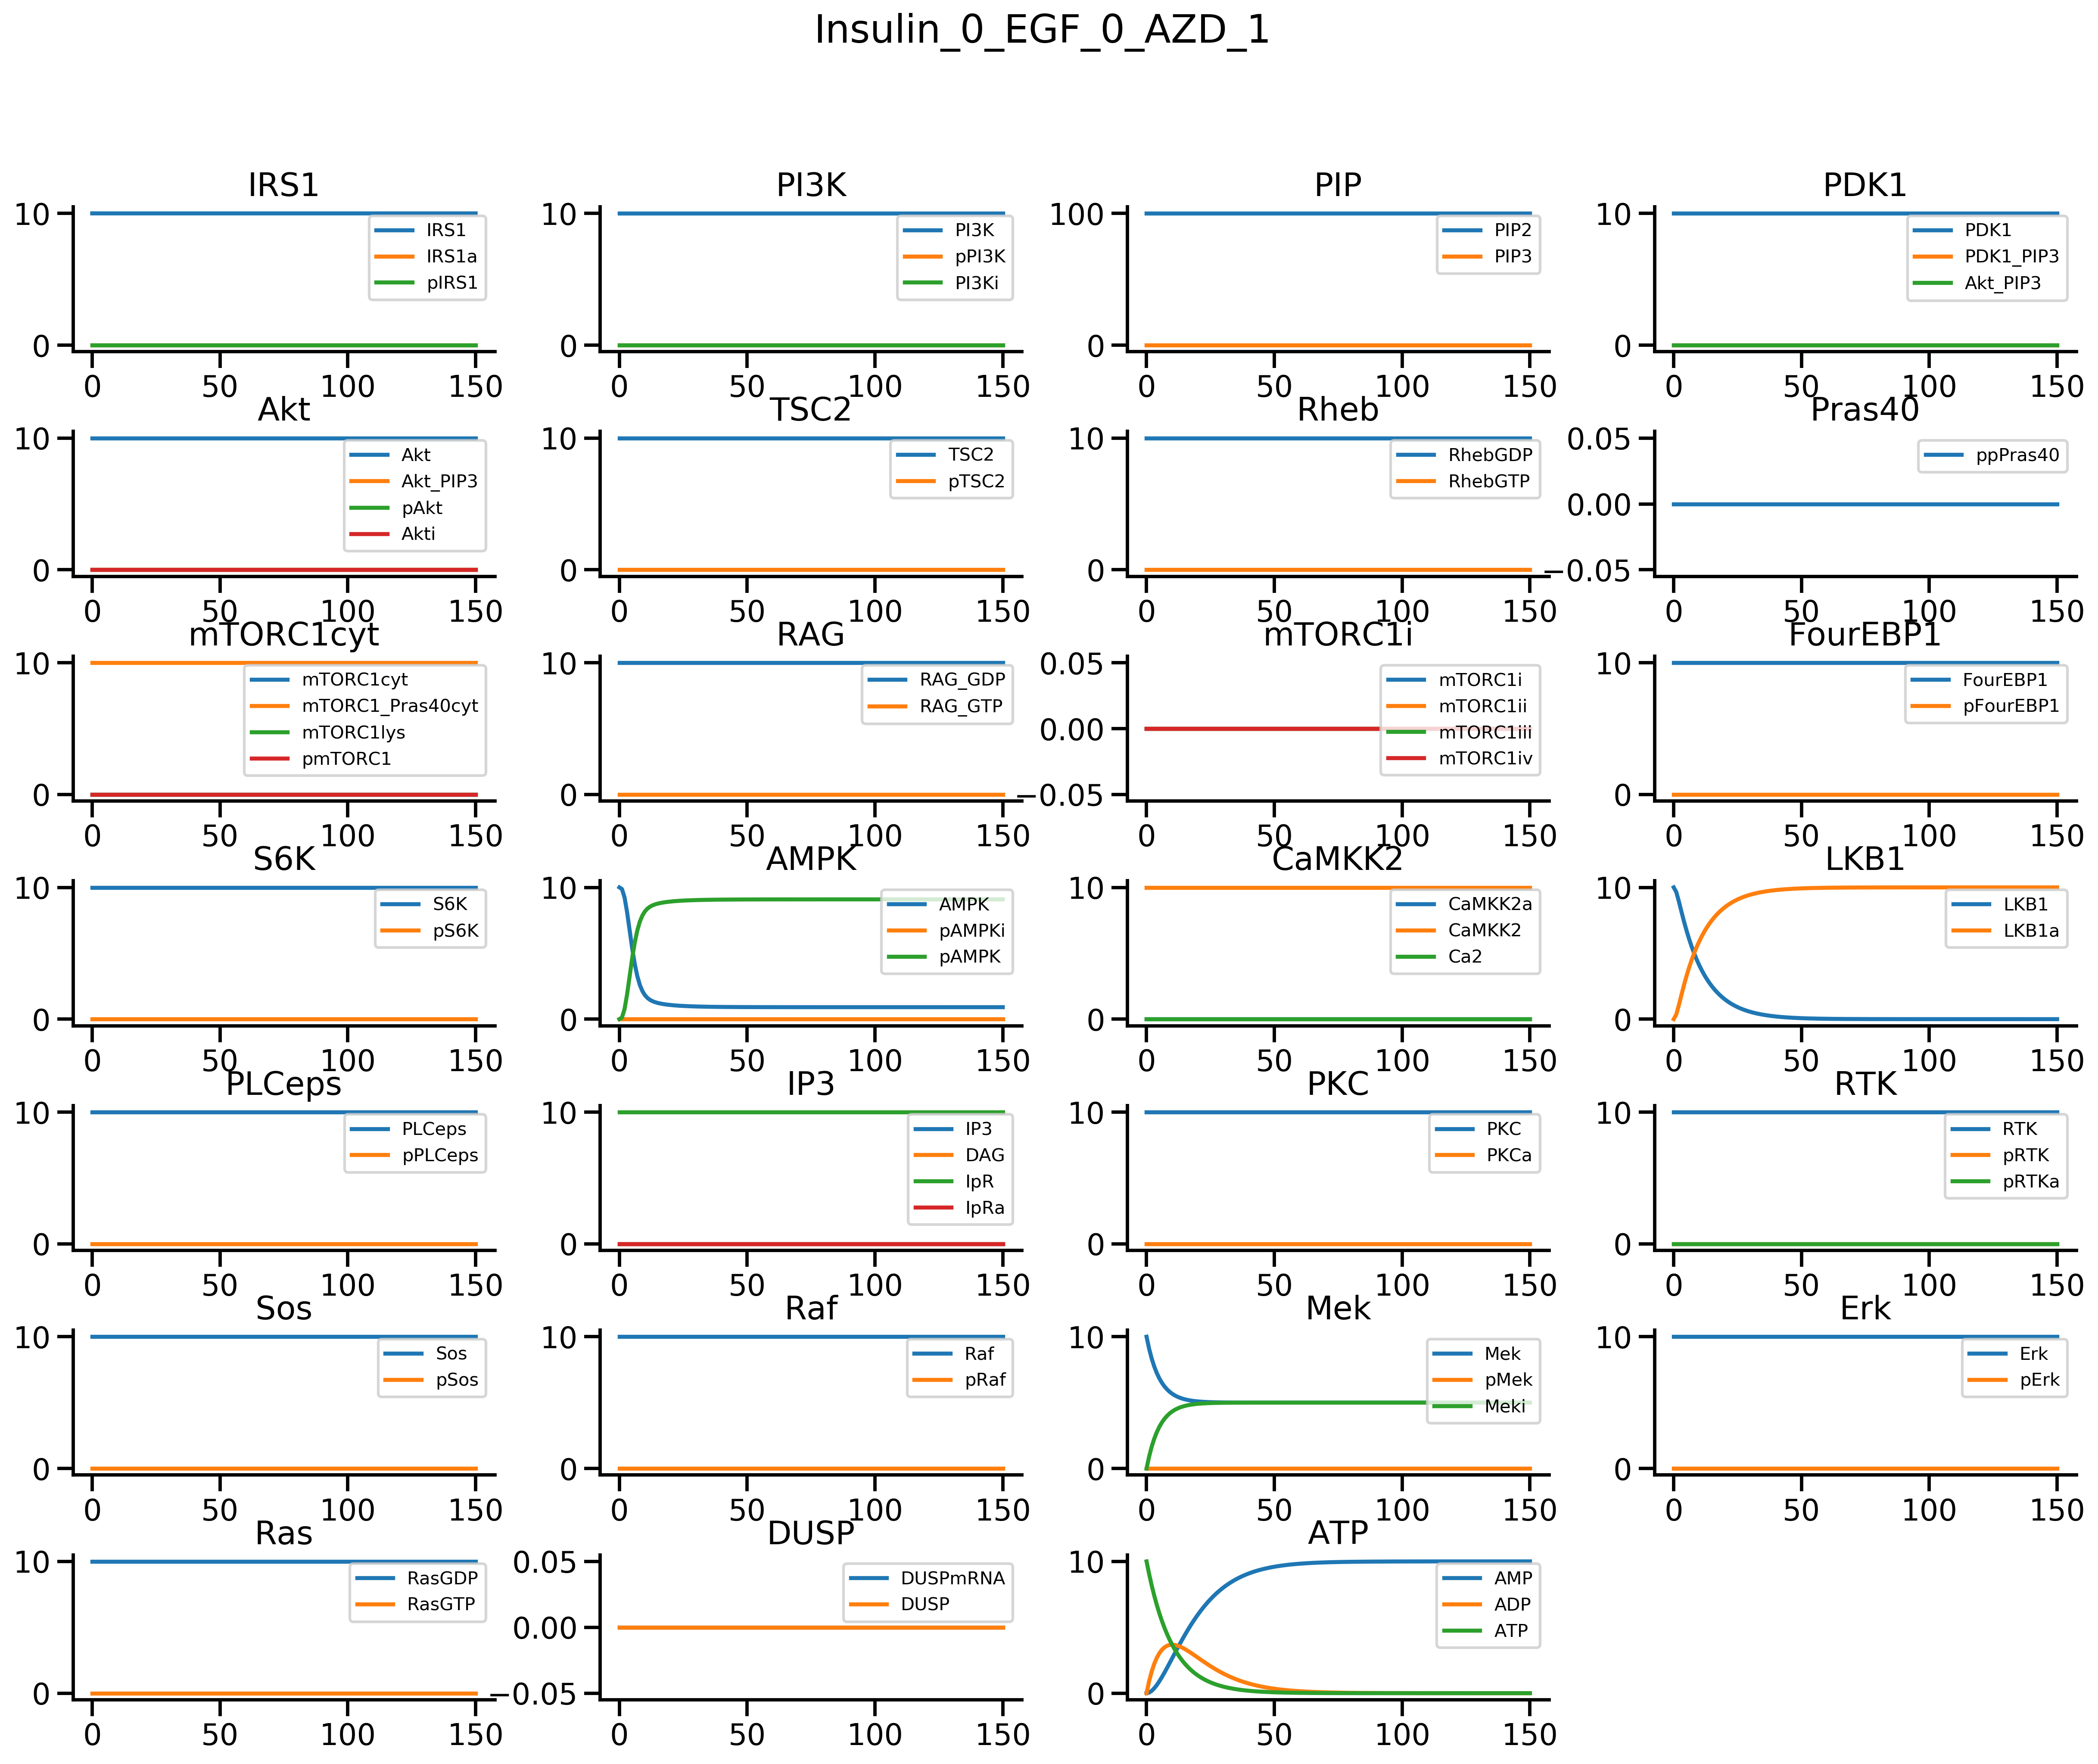 Insulin_0_EGF_0_AZD_1
IRS1
10
0
0 50 100 150
IRS1
IRS1a
pIRS1
PI3K
10
0
0 50 100 150
PI3K
pPI3K
PI3Ki
PIP
100
0
0 50 100 150
PIP2
PIP3
PDK1
10
0
0 50 100 150
PDK1
PDK1_PIP3
Akt_PIP3
Akt
10
0
0 50 100 150
Akt
Akt_PIP3
pAkt
Akti
TSC2
10
0
0 50 100 150
TSC2
pTSC2
Rheb
10
0
0 50 100 150
RhebGDP
RhebGTP
Pras40
0.05
0.00
−0.05
0 50 100 150
ppPras40
mTORC1cyt
10
0
0 50 100 150
mTORC1cyt
mTORC1_Pras40cyt
mTORC1lys
pmTORC1
RAG
10
0
0 50 100 150
RAG_GDP
RAG_GTP
mTORC1i
0.05
0.00
−0.05
0 50 100 150
mTORC1i
mTORC1ii
mTORC1iii
mTORC1iv
FourEBP1
10
0
0 50 100 150
FourEBP1
pFourEBP1
S6K
10
0
0 50 100 150
S6K
pS6K
AMPK
10
0
0 50 100 150
AMPK
pAMPKi
pAMPK
CaMKK2
10
0
0 50 100 150
CaMKK2a
CaMKK2
Ca2
LKB1
10
0
0 50 100 150
LKB1
LKB1a
PLCeps
10
0
0 50 100 150
PLCeps
pPLCeps
IP3
10
0
0 50 100 150
IP3
DAG
IpR
IpRa
PKC
10
0
0 50 100 150
PKC
PKCa
RTK
10
0
0 50 100 150
RTK
pRTK
pRTKa
Sos
10
0
0 50 100 150
Sos
pSos
Raf
10
0
0 50 100 150
Raf
pRaf
Mek
10
0
0 50 100 150
Mek
pMek
Meki
Erk
10
0
0 50 100 150
Erk
pErk
Ras
10
0
0 50 100 150
RasGDP
RasGTP
DUSP
0.05
0.00
−0.05
0 50 100 150
DUSPmRNA
DUSP
ATP
10
0
0 50 100 150
AMP
ADP
ATP